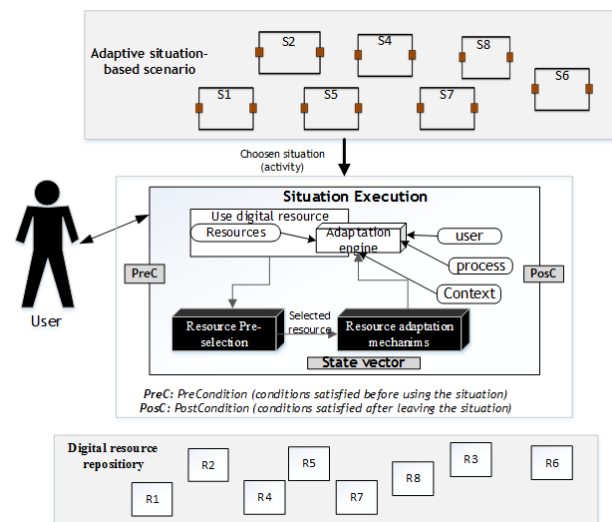 Adaptive situation-
based scenario
S2
S4
S8
S6
S1
S5
S7
Choosen situation
(activity)
Situation Execution
Use digital resource
Resources
Adaptation
engine
user
process
Context
PreC
PosC
User
Resource Pre-
selection
Selected
resource
Resource adaptation
mechanims
State vector
PreC: PreCondition (conditions satisfied before using the situation)
PosC: PostCondition (conditions satisfied after leaving the situation)
Digital resource
repositiory
R2
R5
R3
R6
R8
R1
R4
R7